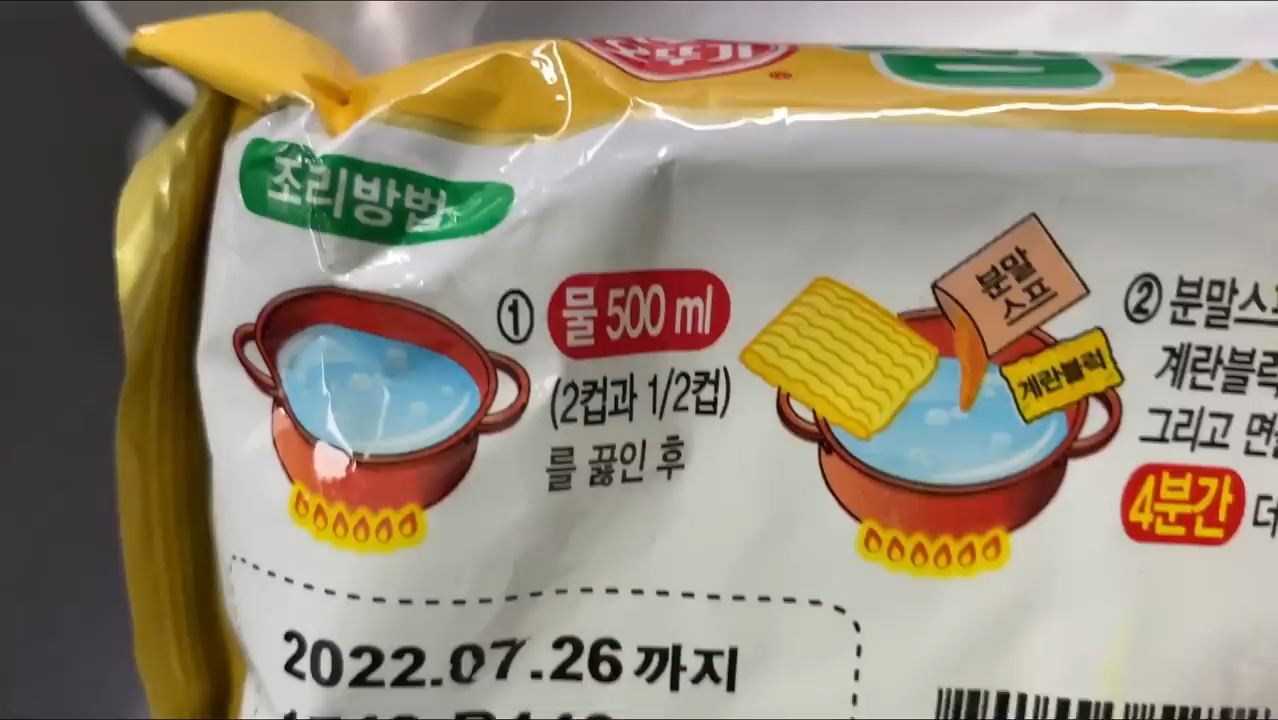 조리방법
① 물 500 ml
(2컵과 1/2컵)
를 끓인 후
분말
스프
계란블럭
② 분말스프
계란블럭
그리고 면
4분간 더
2022.07.26 까지